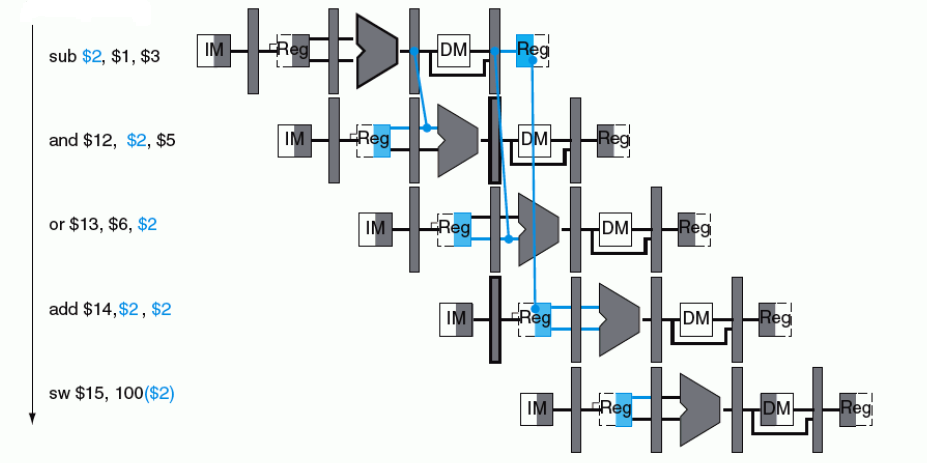 sub $2, $1, $3
IM Reg DM Reg
and $12, $2, $5
IM Reg DM Reg
or $13, $6, $2
IM Reg DM Reg
add $14,$2 , $2
IM Reg DM Reg
sw $15, 100($2)
IM Reg DM Reg